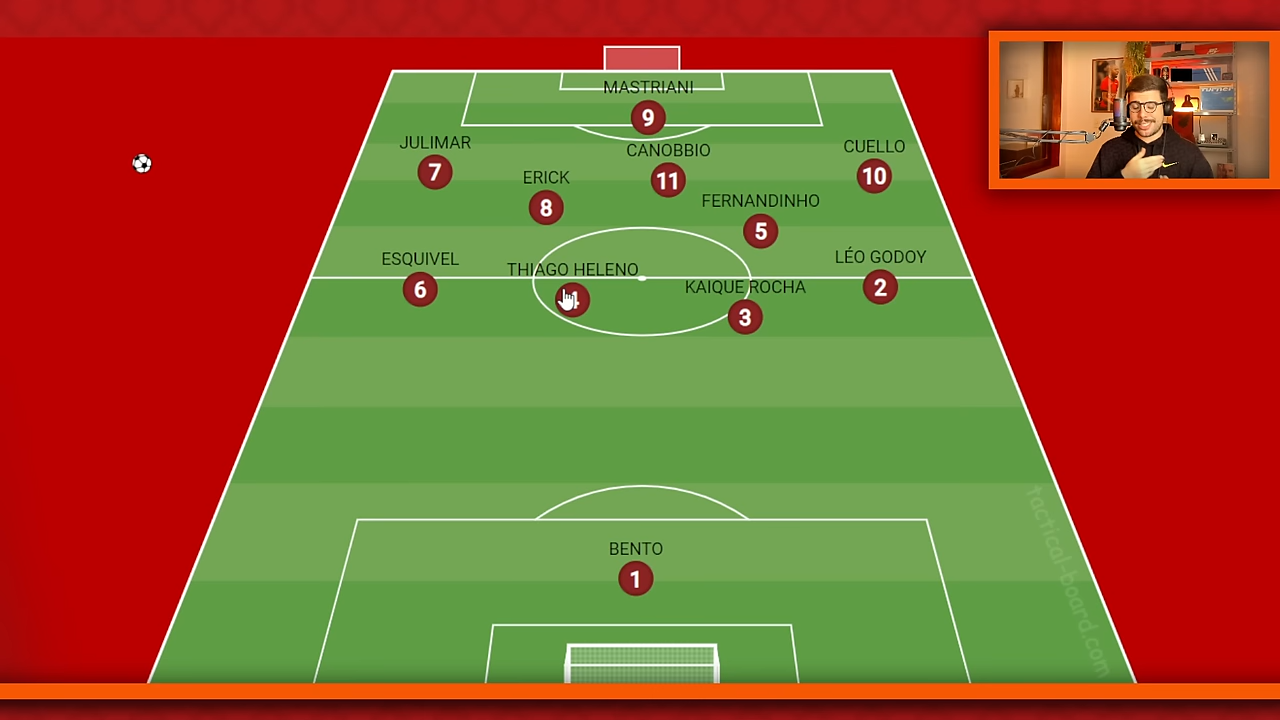 MASTRIANI
9
JULIMAR
7
CANOBBIO
11
CUELLO
10
ERICK
8
FERNANDINHO
5
ESQUIVEL
6
THIAGO HELENO
KAIQUE ROCHA
3
LÉO GODOY
2
BENTO
1
tactical-board.com